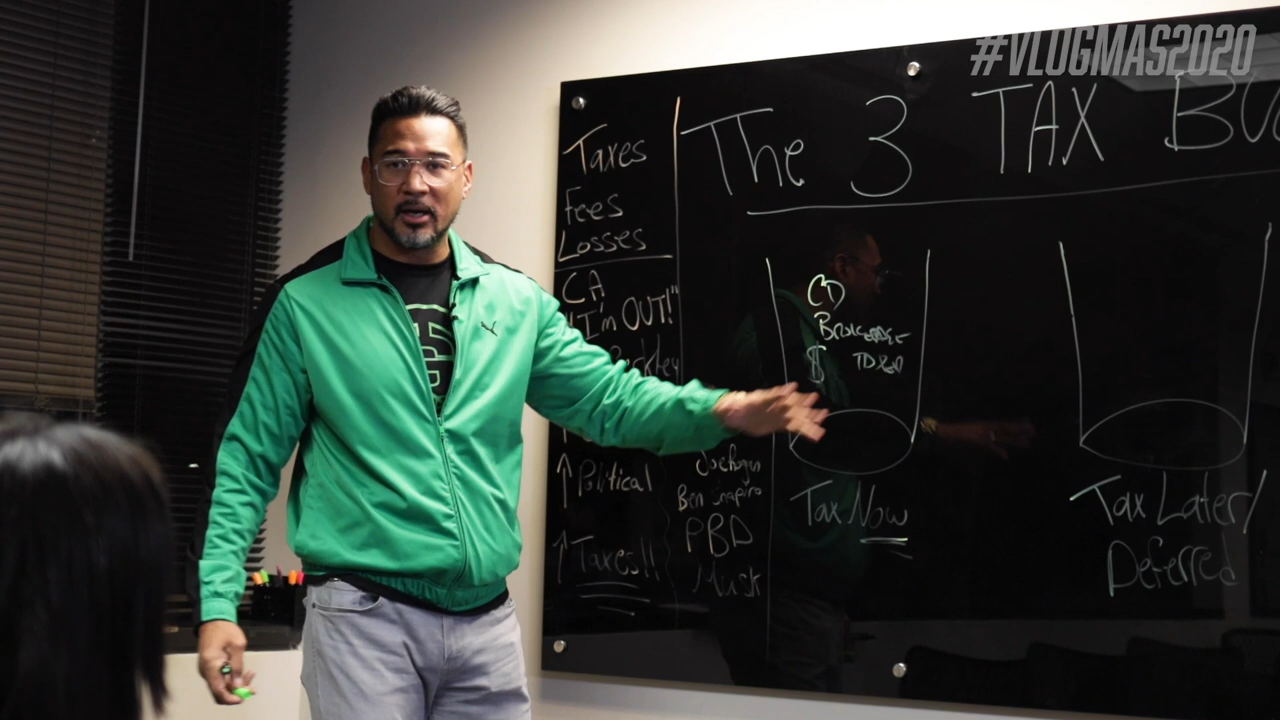 #VLOGMAS2020
The 3 TAX BU
Taxes
Fees
Losses
CA
"I'm OUT!"
Berkley
↑ Political
↑ Taxes!!
Ben Shapiro
PBD
Musk
CD
Brokerage
$ TD
Tax Now
Tax Later/
Deferred